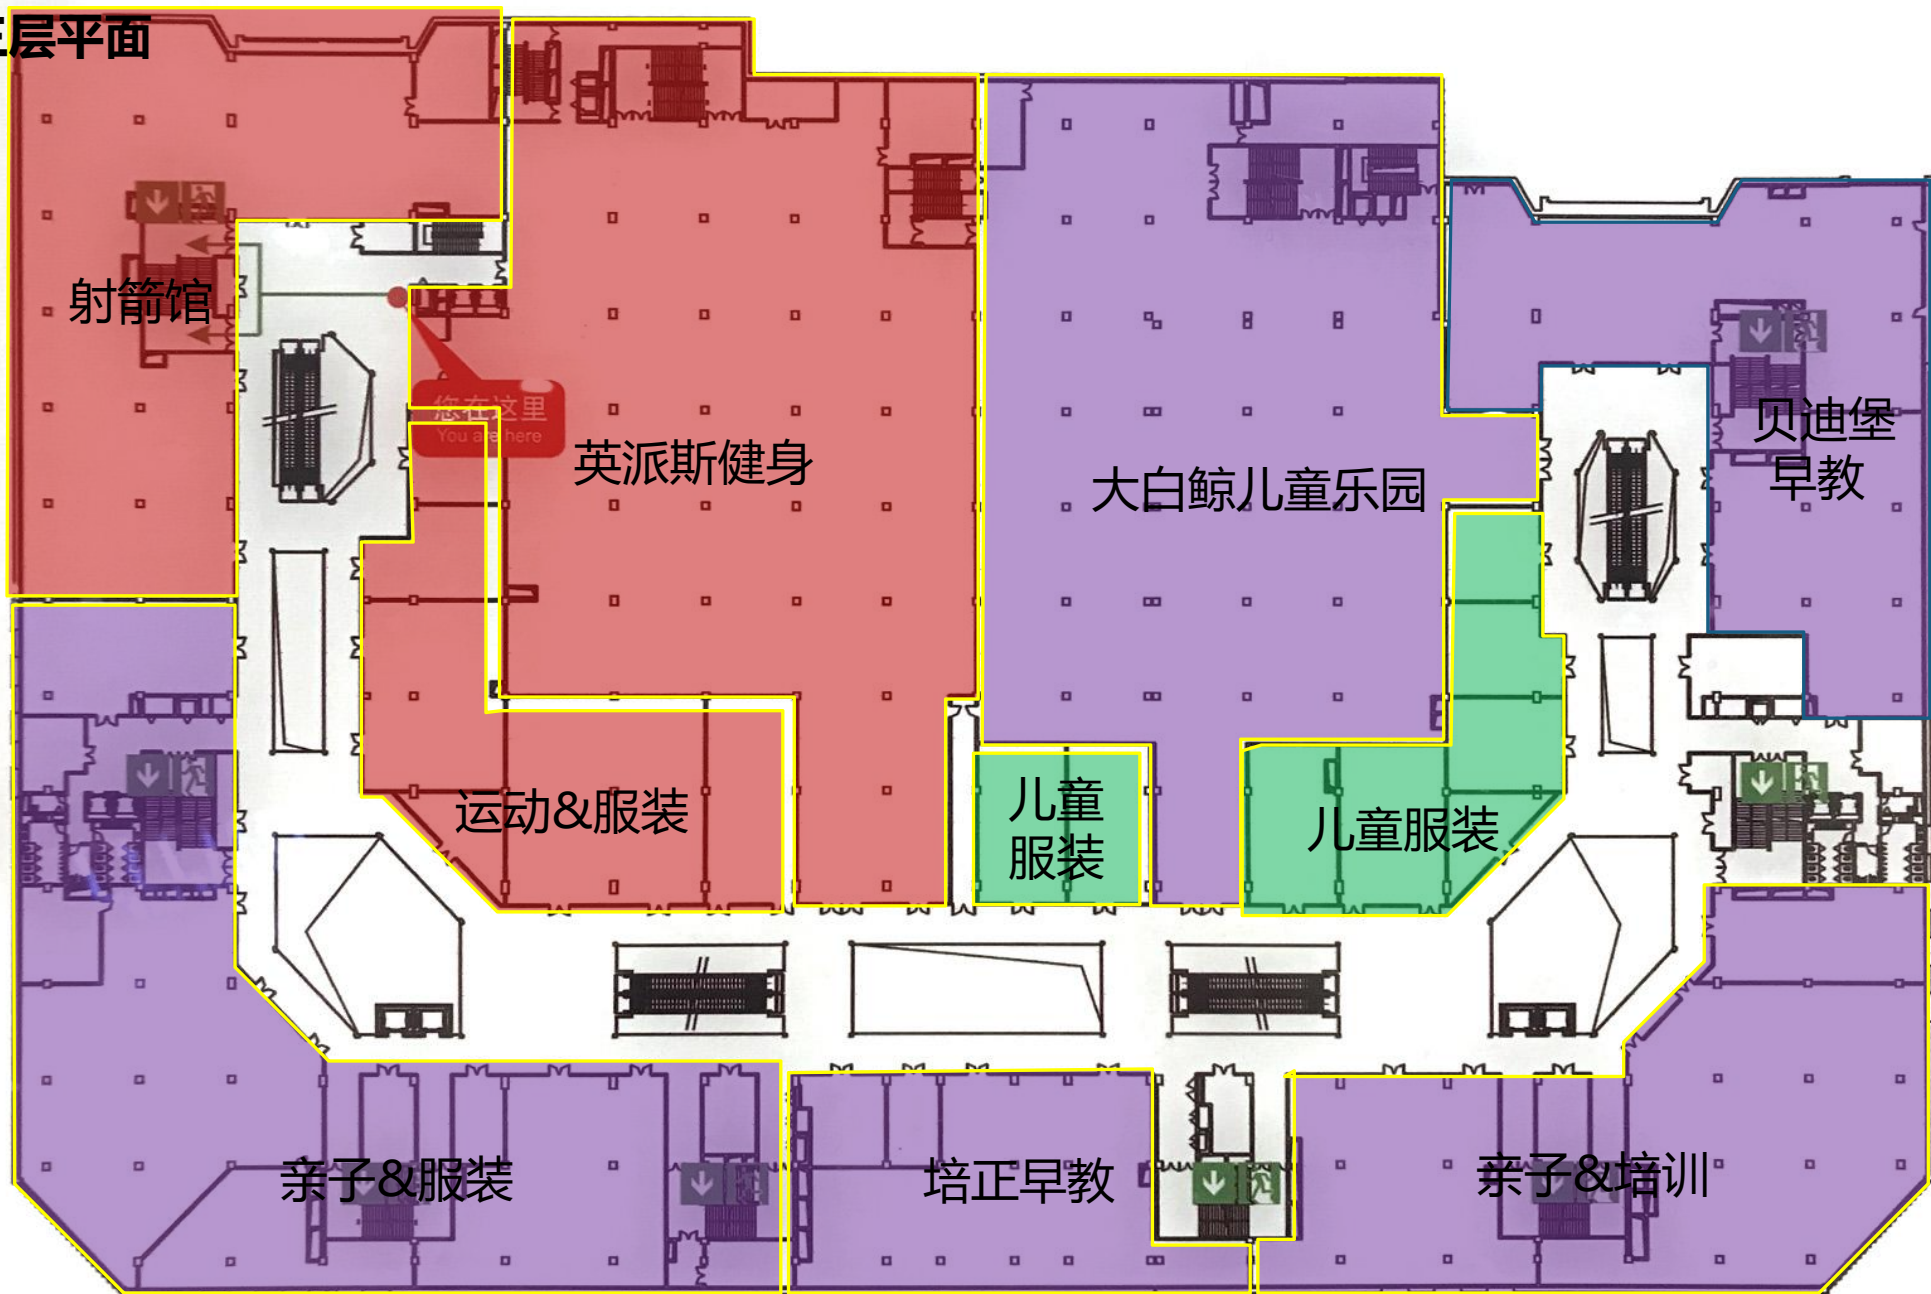 三层平面
射箭馆
您在这里
You are here
英派斯健身
大白鲸儿童乐园
贝迪堡
早教
运动&服装
儿童
服装
儿童服装
亲子&服装
培正早教
亲子&培训